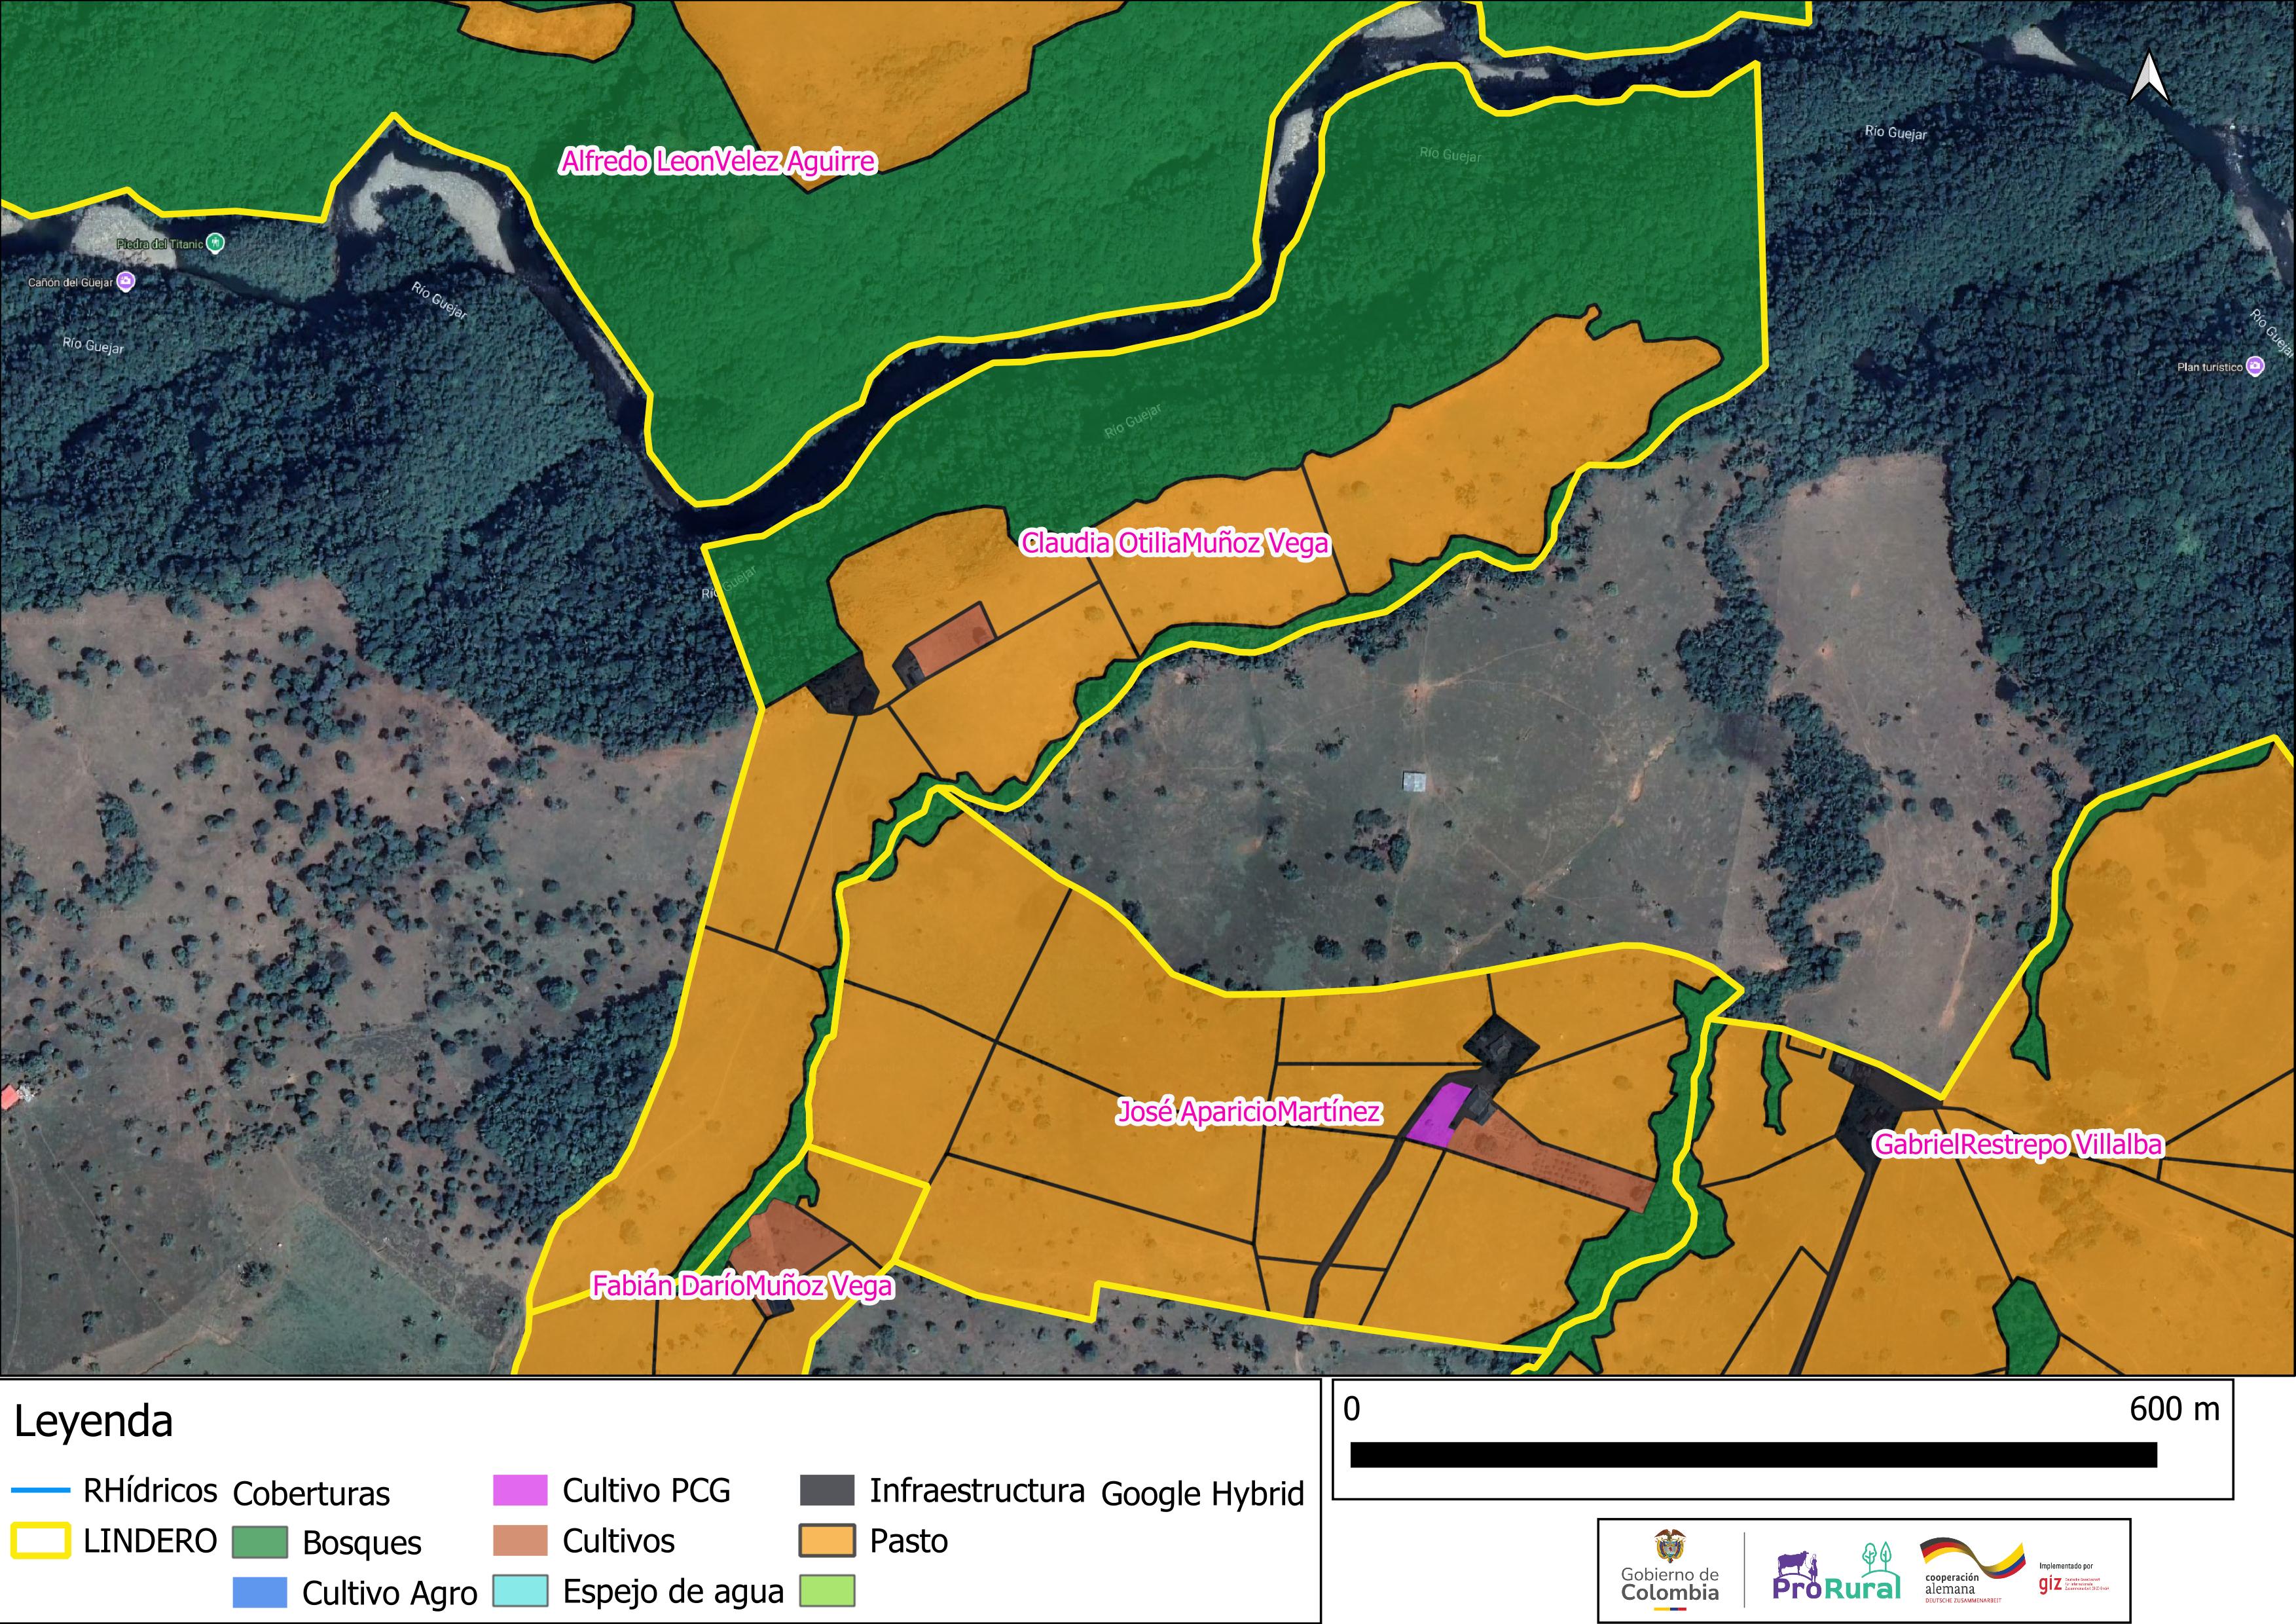 Río Guejar
Río Guejar
Alfredo LeonVelez Aguirre
Piedra del Titanic
Cañón del Güejar
Río Guejar
Río Guejar
Río Guejar
Plan turístico
Río Guejar
Claudia OtiliaMuñoz Vega
Río Guejar
José AparicioMartínez
GabrielRestrepo Villalba
Fabián DaríoMuñoz Vega
Leyenda
RHídricos
LINDERO
Coberturas
Bosques
Cultivo Agro
Cultivo PCG
Cultivos
Espejo de agua
Infraestructura
Pasto
Google Hybrid
0 600 m
Gobierno de
Colombia
ProRural
cooperación
alemana
DEUTSCHE ZUSAMMENARBEIT
Implementado por
giz